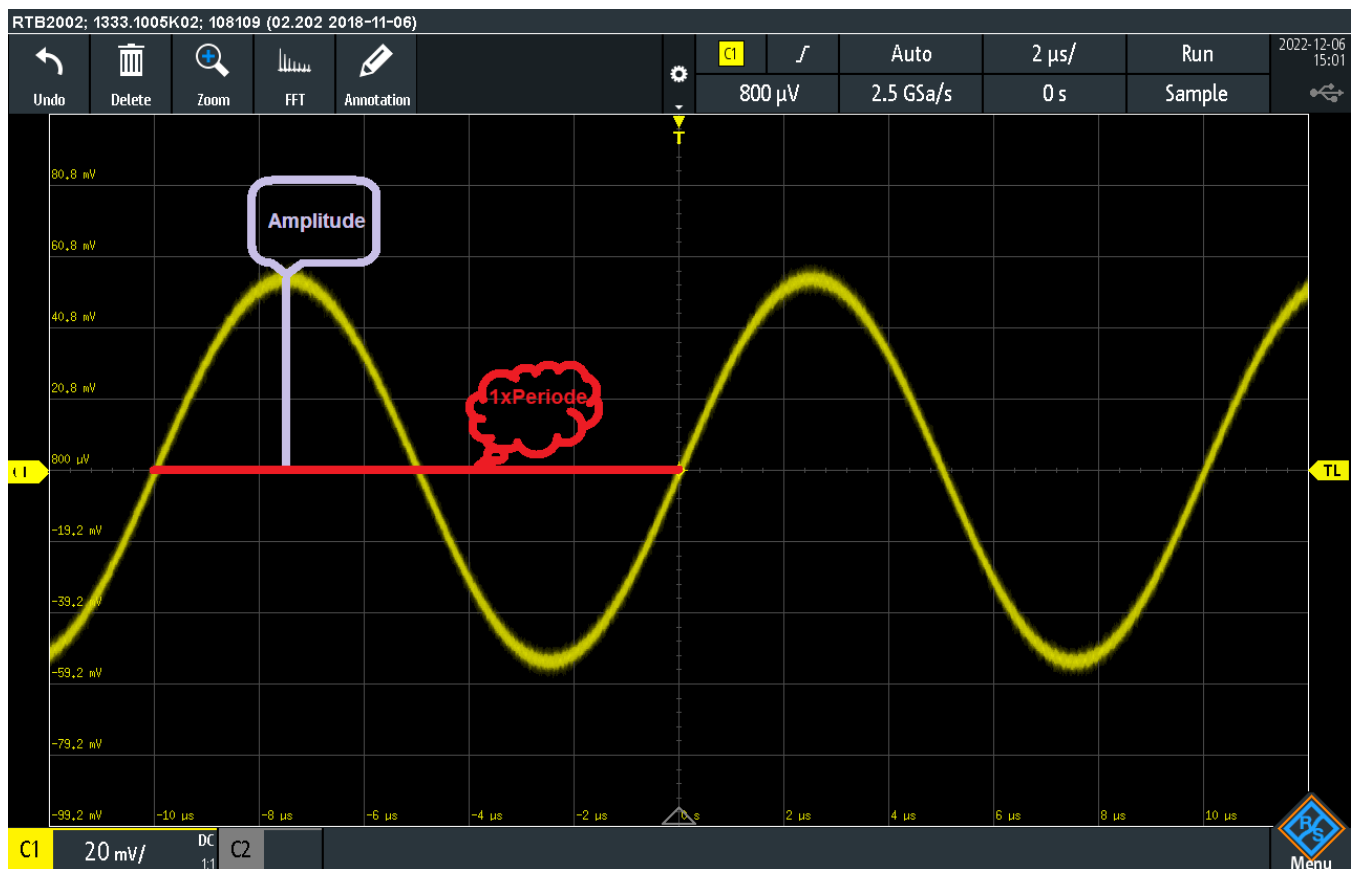 RTB2002; 1333.1005K02; 108109 (02.202 2018-11-06)
Undo Delete Zoom FFT Annotation
C1 Auto 2 µs/ Run
800 µV 2.5 GSa/s 0 s Sample
2022-12-06
15:01
T
80.8 mV
Amplitude
60.8 mV
40.8 mV
20.8 mV
1xPeriode
800 µV
TL
-19.2 mV
-39.2 mV
-59.2 mV
-79.2 mV
-99.2 mV -10 µs -8 µs -6 µs -4 µs -2 µs 0 s 2 µs 4 µs 6 µs 8 µs 10 µs
C1 20 mV/ DC 1:1 C2
R&S
Menu